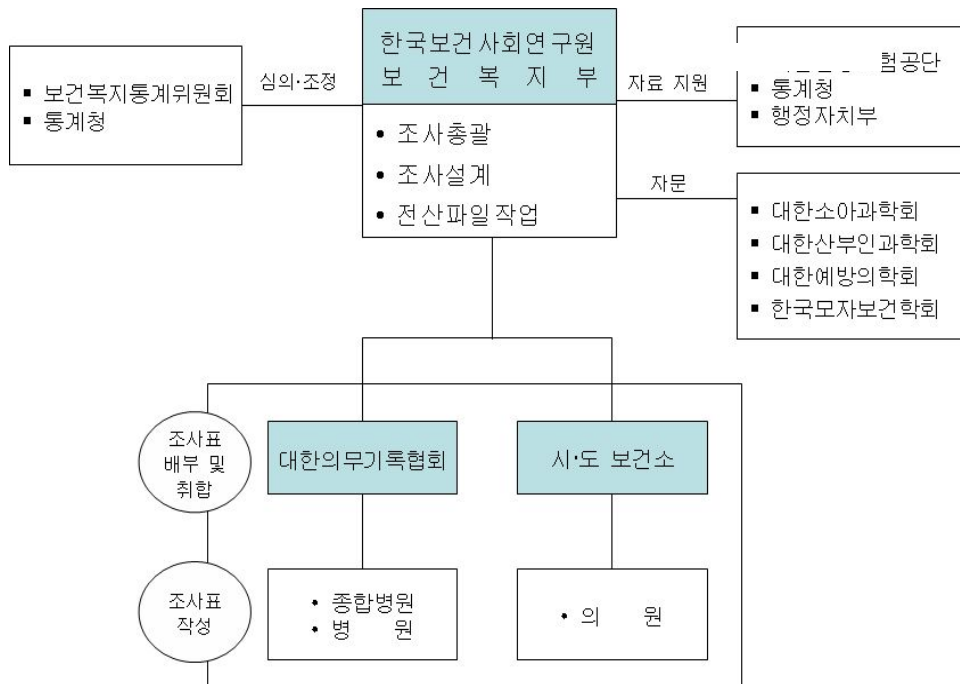 한국보건사회연구원
보 건 복 지 부
• 조사총괄
• 조사설계
• 전산파일작업
심의·조정
▪ 보건복지통계위원회
▪ 통계청
자료 지원
험공단
▪ 통계청
▪ 행정자치부
자문
▪ 대한소아과학회
▪ 대한산부인과학회
▪ 대한예방의학회
▪ 한국모자보건학회
조사표
배부 및
취합
대한의무기록협회
시·도 보건소
조사표
작성
• 종합병원
• 병 원
• 의 원